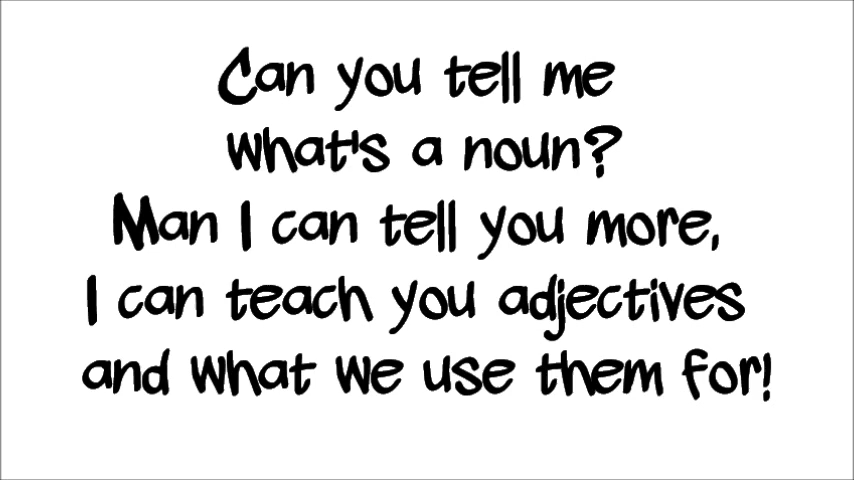 Can you tell me
what's a noun?
Man I can tell you more,
I can teach you adjectives
and what we use them for!